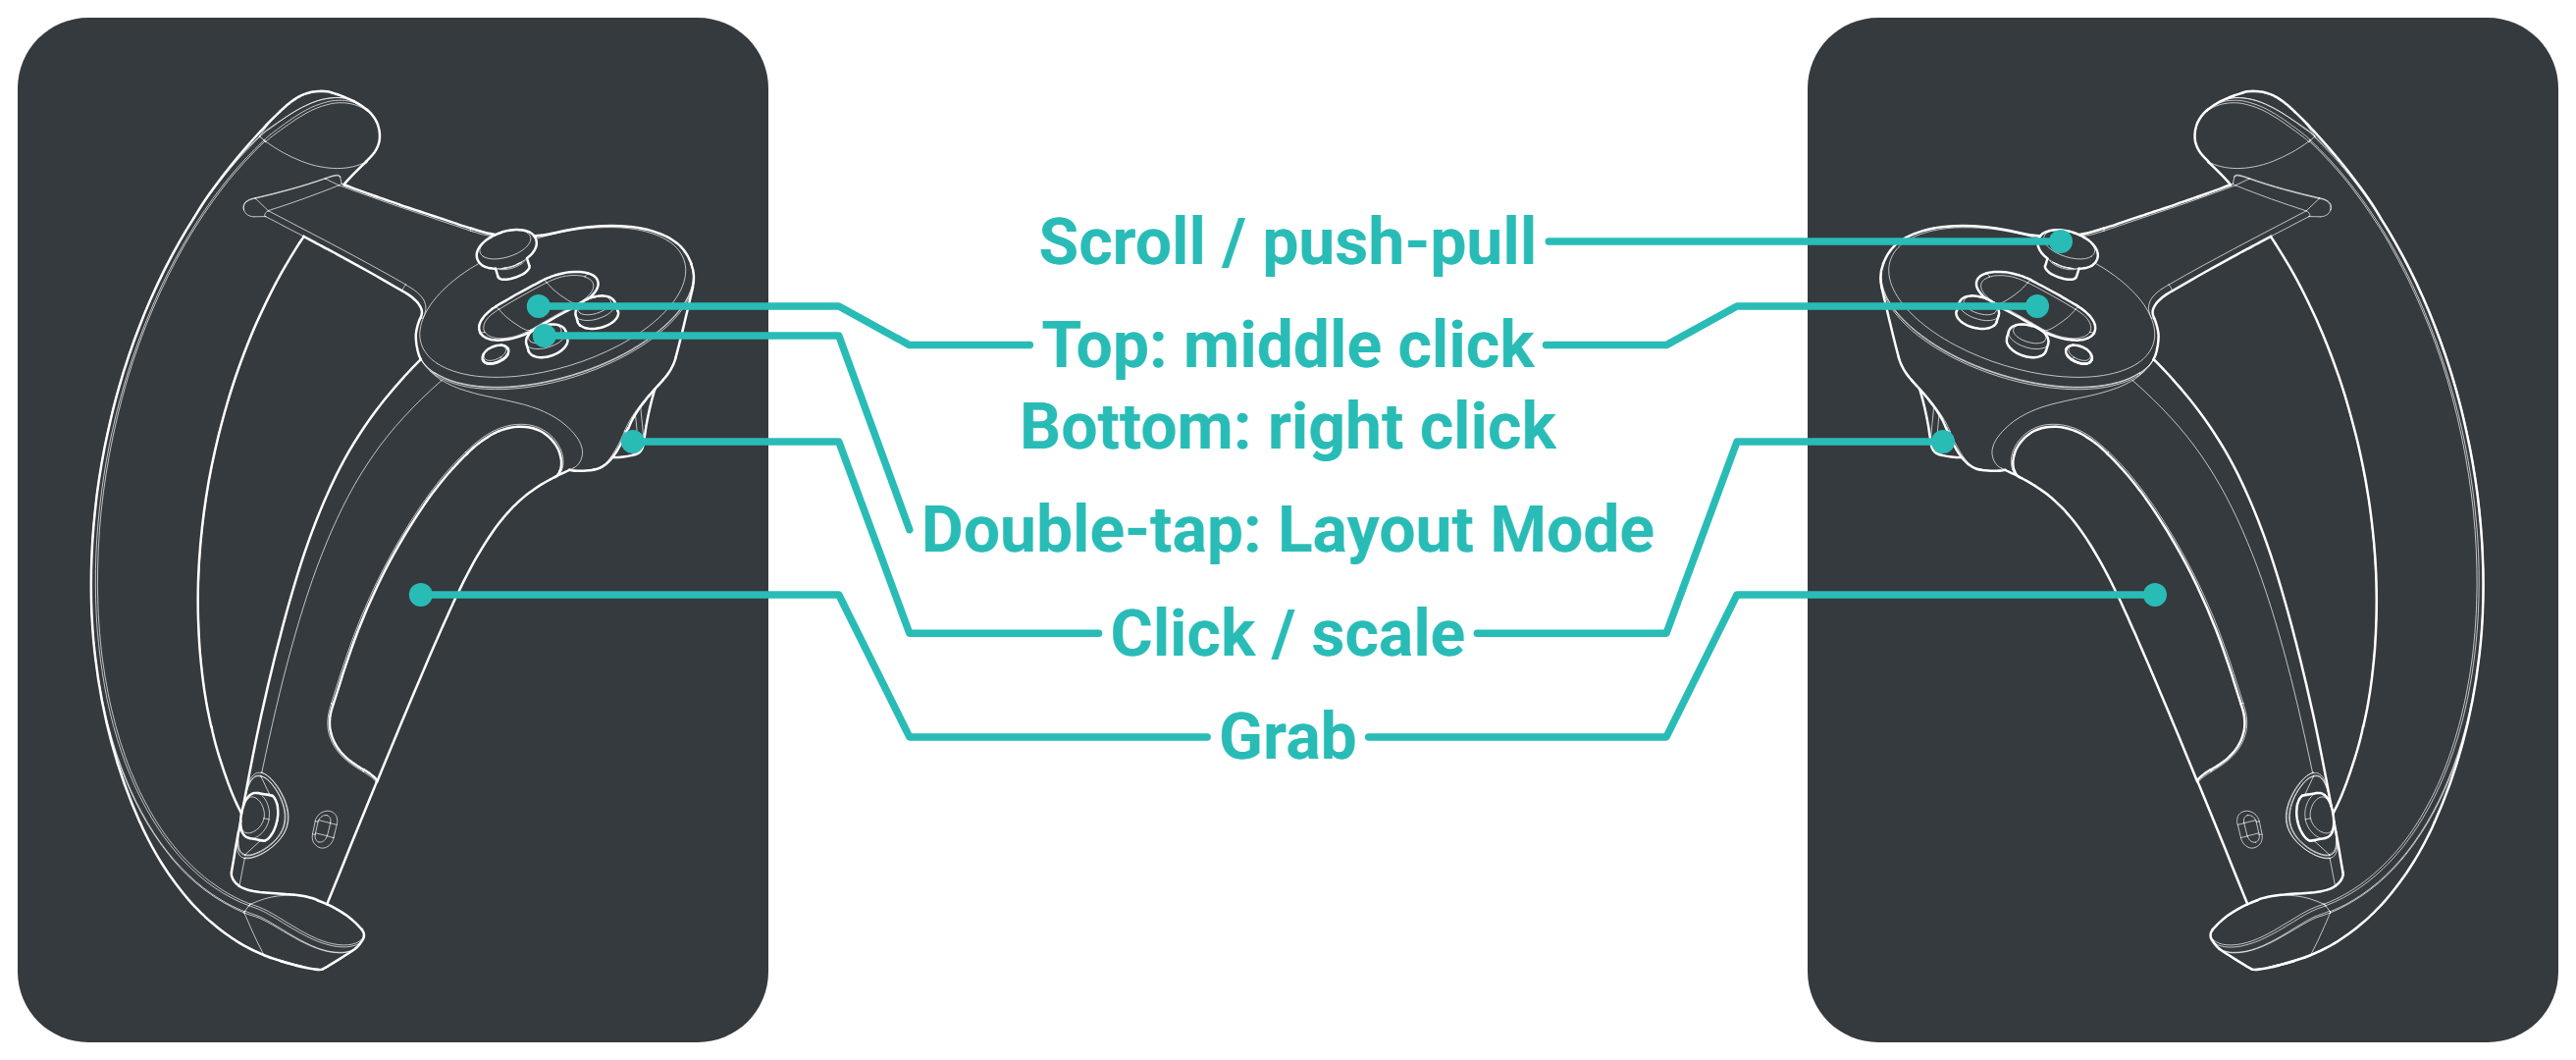 Scroll / push-pull
Top: middle click
Bottom: right click
Double-tap: Layout Mode
Click / scale
Grab